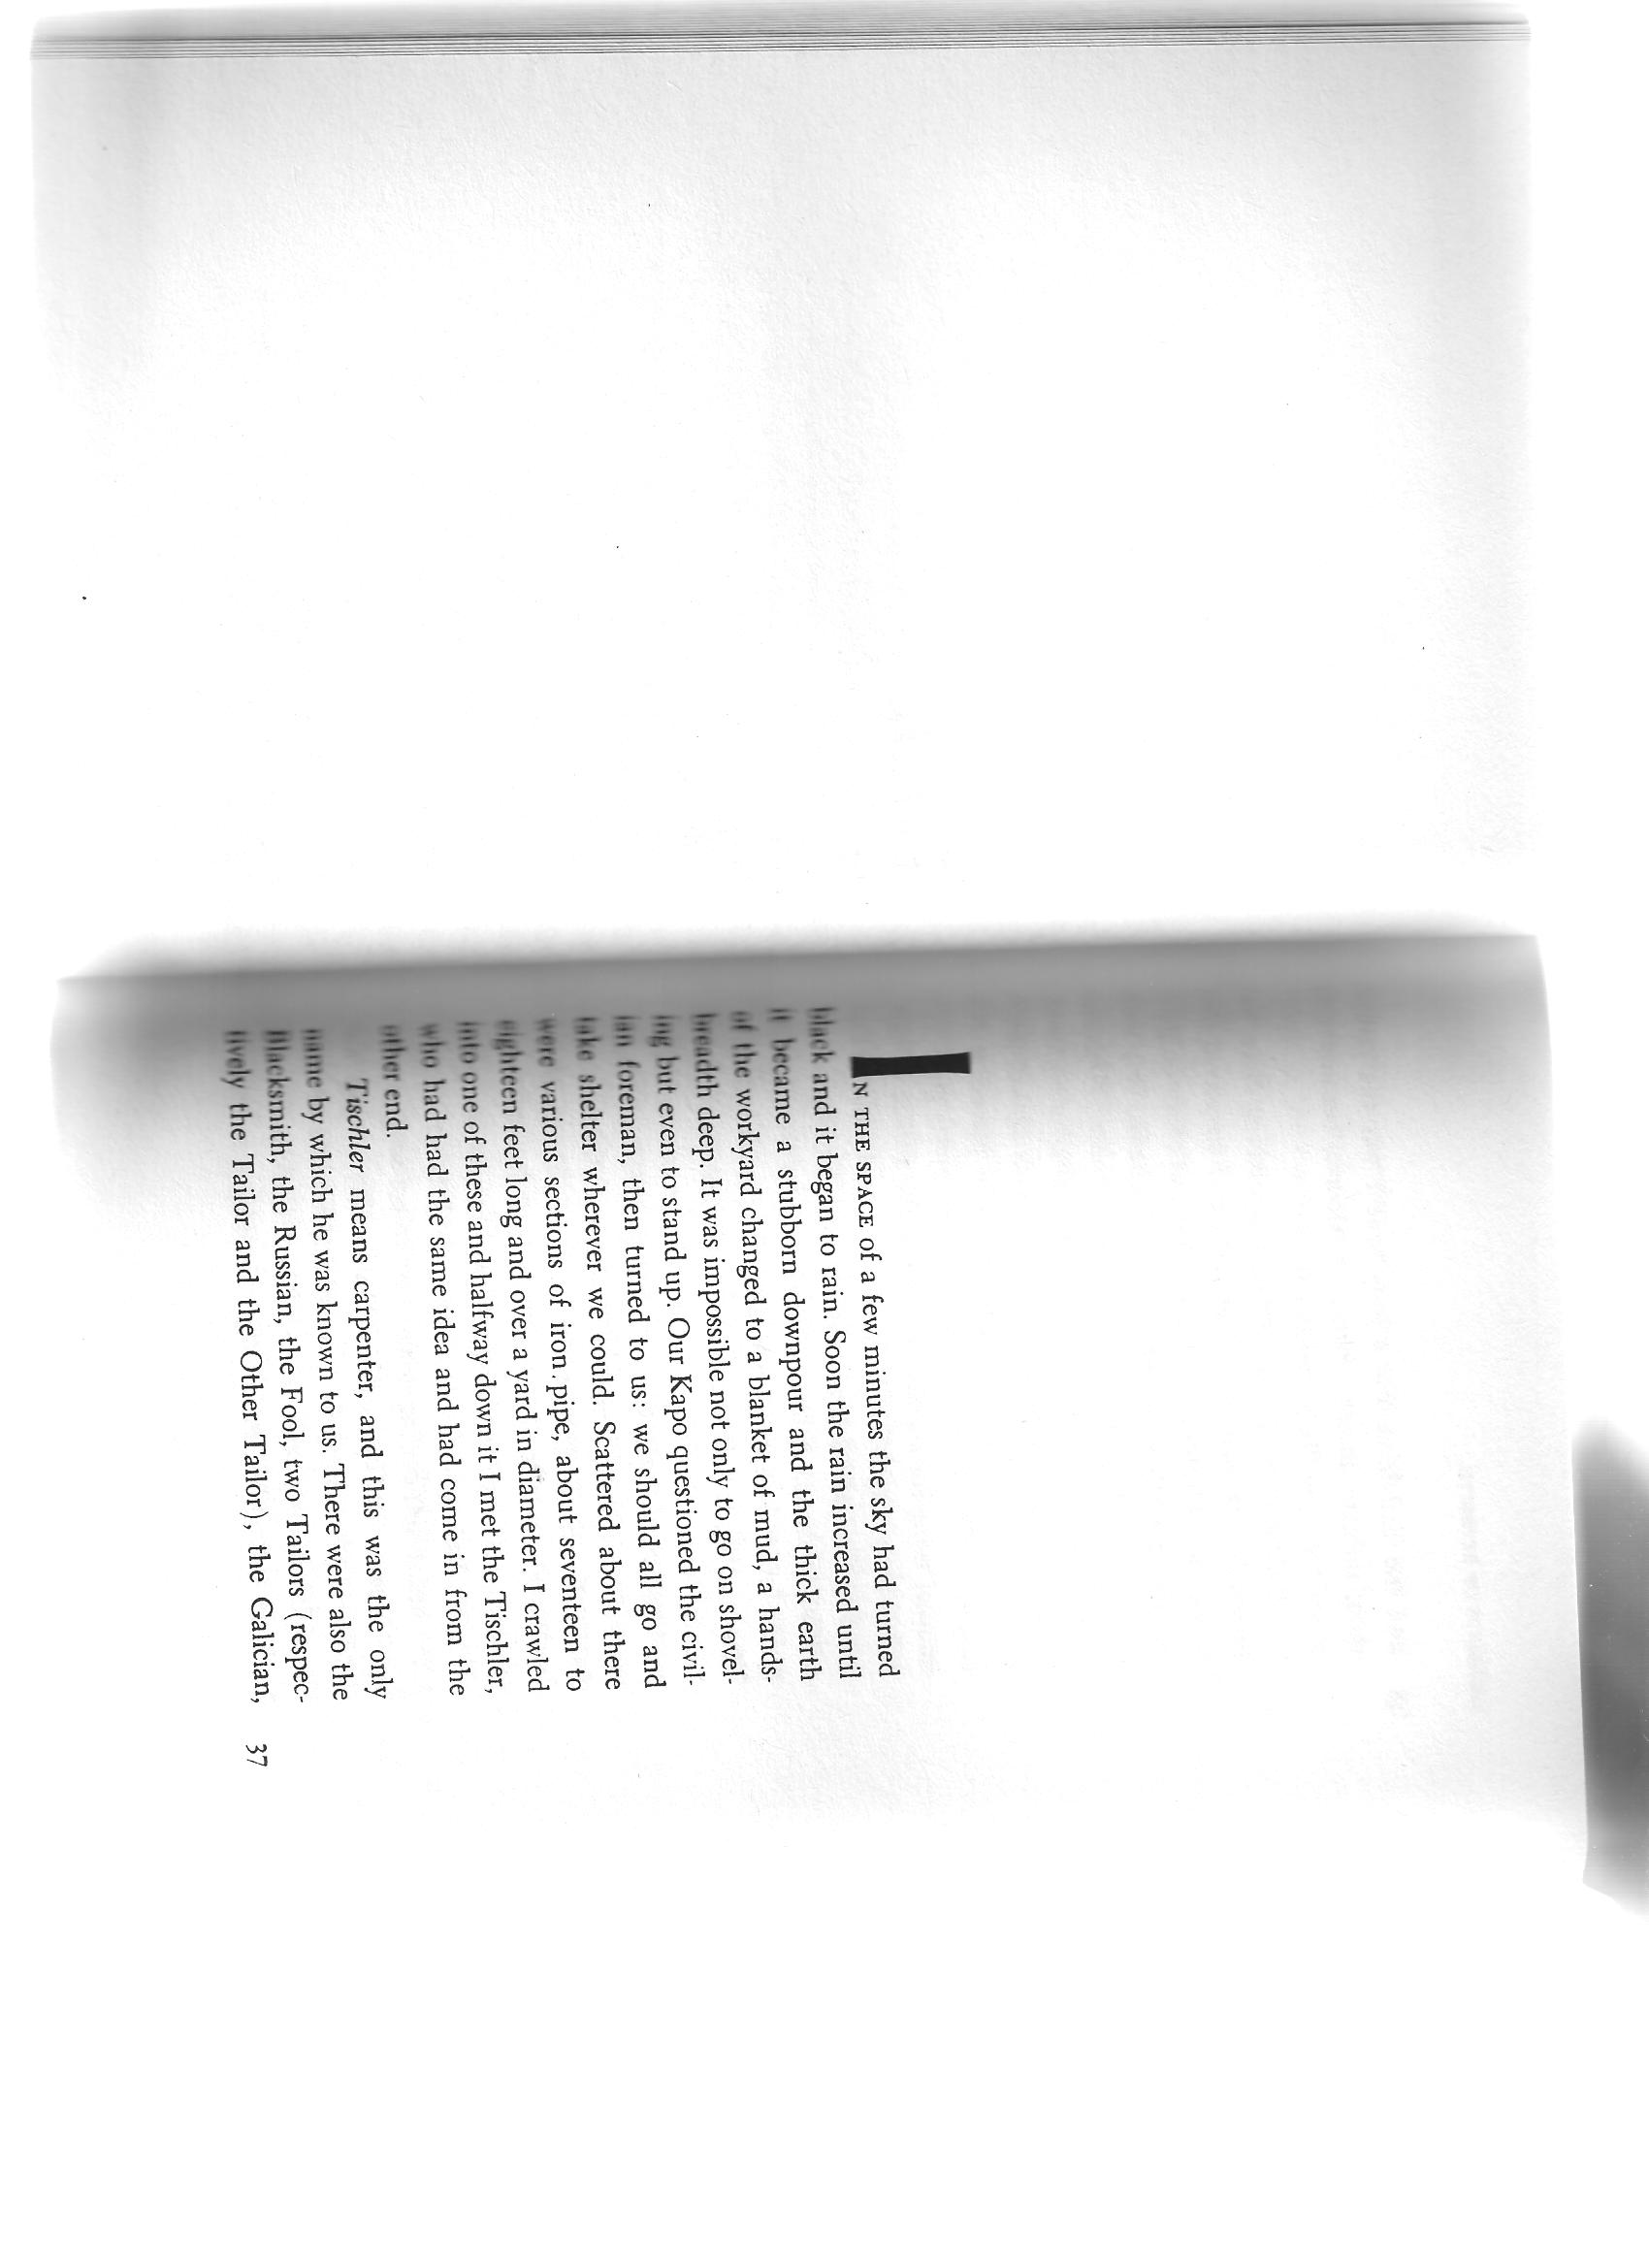 IN THE SPACE of a few minutes the sky had turned
black and it began to rain. Soon the rain increased until
it became a stubborn downpour and the thick earth
of the workyard changed to a blanket of mud, a hands-
breadth deep. It was impossible not only to go on shovel-
ing but even to stand up. Our Kapo questioned the civil-
ian foreman, then turned to us: we should all go and
take shelter wherever we could. Scattered about there
were various sections of iron pipe, about seventeen to
eighteen feet long and over a yard in diameter. I crawled
into one of these and halfway down it I met the Tischler,
who had had the same idea and had come in from the
other end.
Tischler means carpenter, and this was the only
name by which he was known to us. There were also the
Blacksmith, the Russian, the Fool, two Tailors (respec-
tively the Tailor and the Other Tailor), the Galician,
37